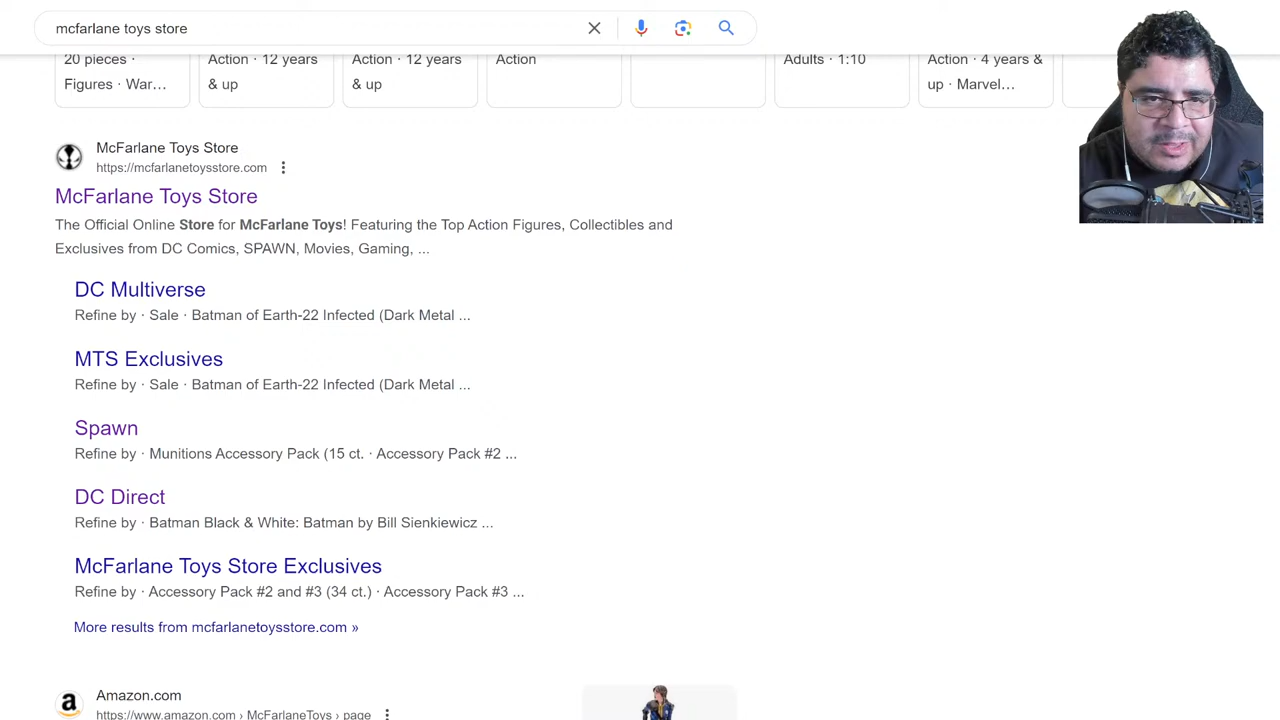 mcfarlane toys store
20 pieces ·
Figures · War…
Action · 12 years
& up
Action · 12 years
& up
Action
Adults · 1:10
Action · 4 years &
up · Marvel…
McFarlane Toys Store
https://mcfarlanetoysstore.com
McFarlane Toys Store
The Official Online Store for McFarlane Toys! Featuring the Top Action Figures, Collectibles and
Exclusives from DC Comics, SPAWN, Movies, Gaming, ...
DC Multiverse
Refine by · Sale · Batman of Earth-22 Infected (Dark Metal ...
MTS Exclusives
Refine by · Sale · Batman of Earth-22 Infected (Dark Metal ...
Spawn
Refine by · Munitions Accessory Pack (15 ct. · Accessory Pack #2 ...
DC Direct
Refine by · Batman Black & White: Batman by Bill Sienkiewicz ...
McFarlane Toys Store Exclusives
Refine by · Accessory Pack #2 and #3 (34 ct.) · Accessory Pack #3 ...
More results from mcfarlanetoysstore.com »
Amazon.com
https://www.amazon.com › McFarlaneToys › page